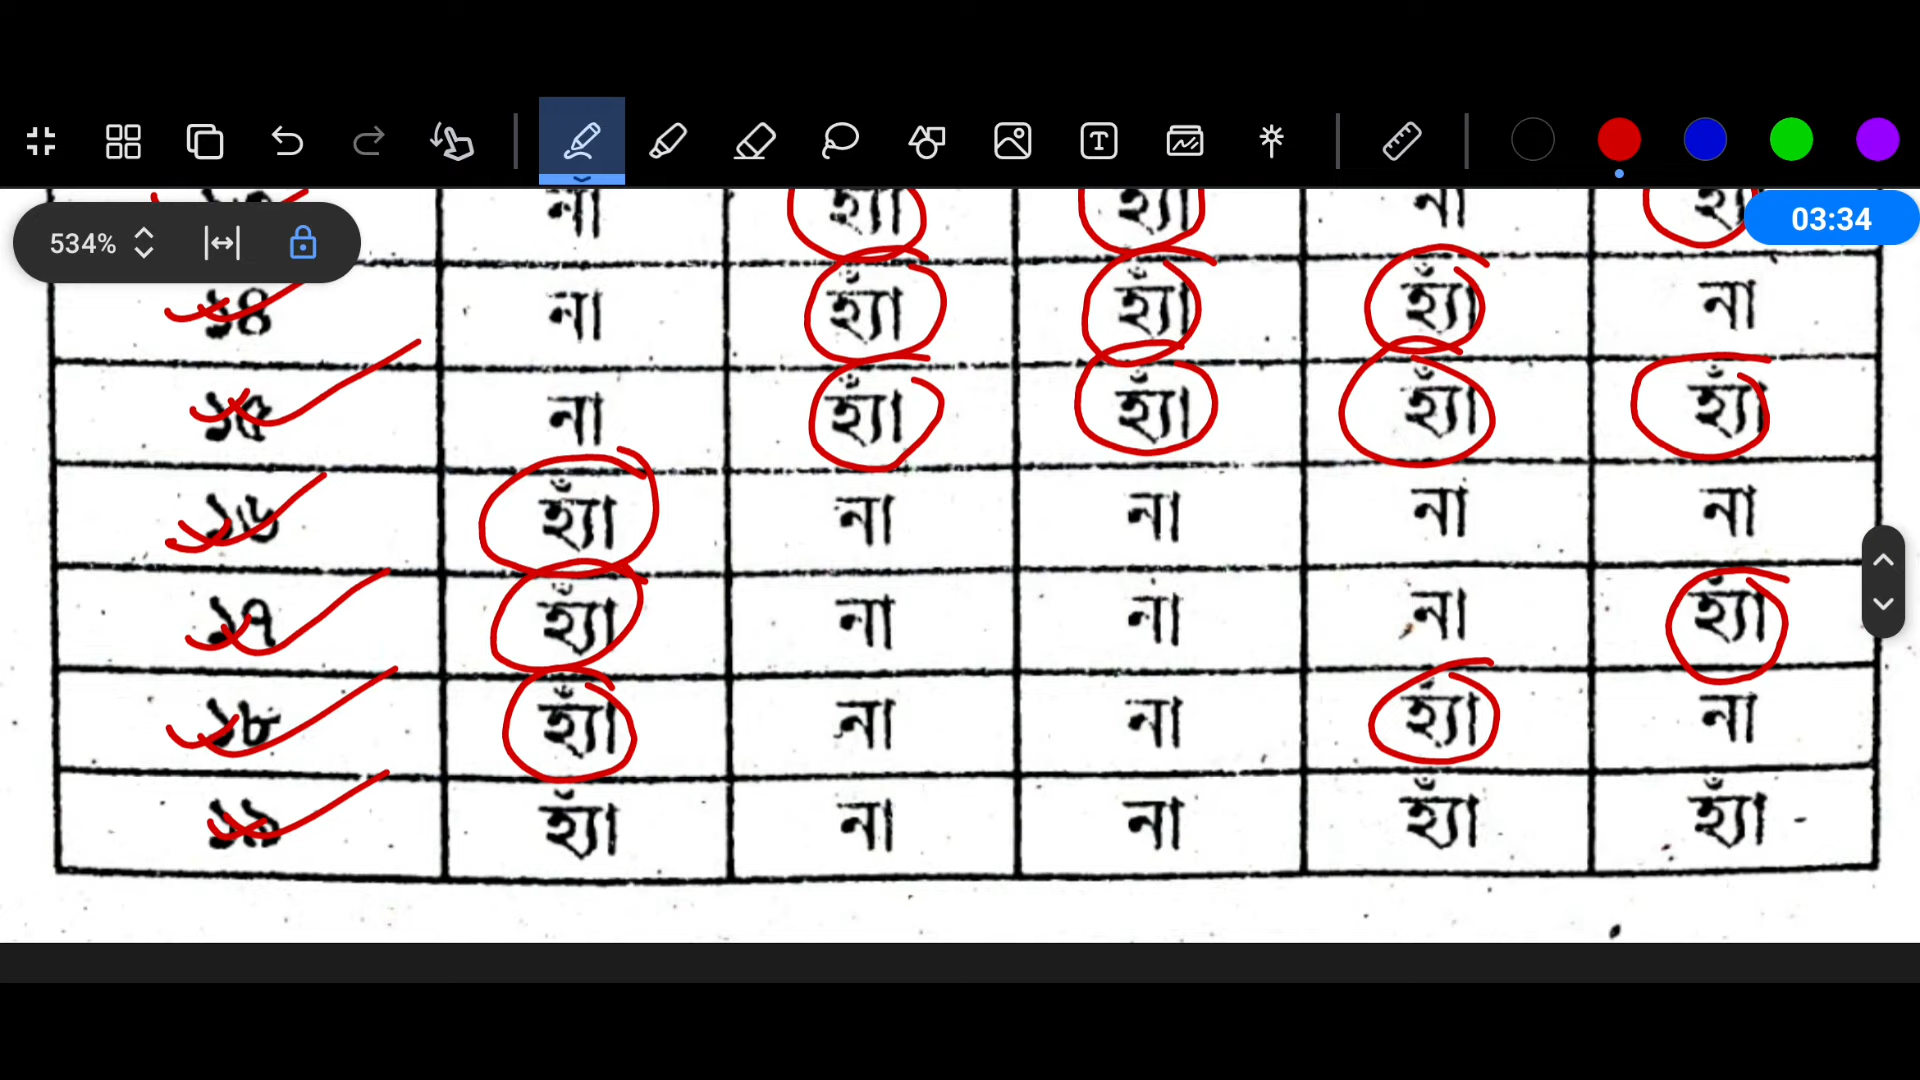 না হ্যাঁ হ্যাঁ না
03:34
534%
১৪ না হ্যাঁ হ্যাঁ হ্যাঁ না
১৫ না হ্যাঁ হ্যাঁ হ্যাঁ হ্যাঁ
১৬ হ্যাঁ না না না না
১৭ হ্যাঁ না না না হ্যাঁ
১৮ হ্যাঁ না না হ্যাঁ না
১৯ হ্যাঁ না না হ্যাঁ হ্যাঁ